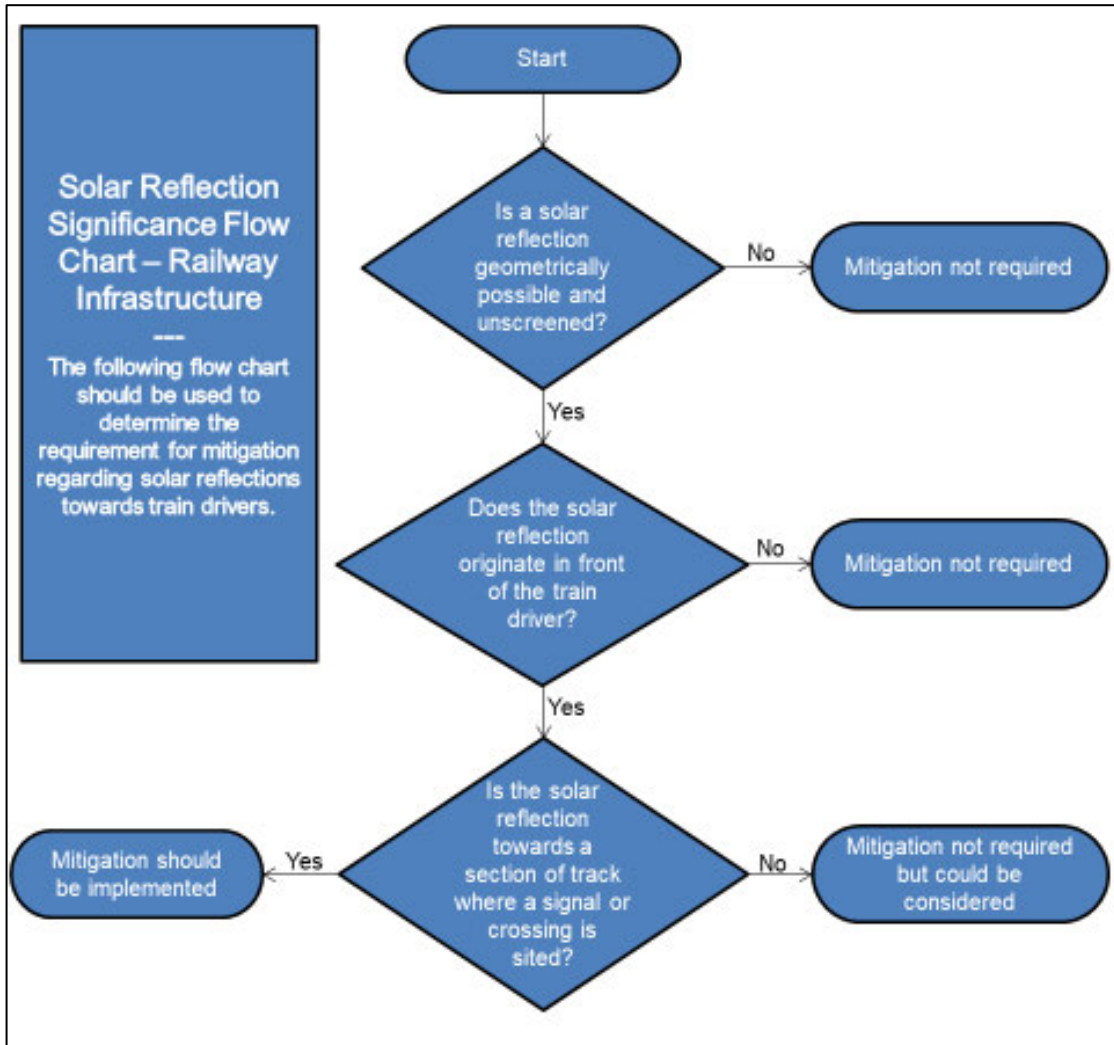 Solar Reflection
Significance Flow
Chart – Railway
Infrastructure
---
The following flow chart
should be used to
determine the
requirement for mitigation
regarding solar reflections
towards train drivers.
Start
Is a solar
reflection
geometrically
possible and
unscreened?
No
Mitigation not required
Yes
Does the solar
reflection
originate in front
of the train
driver?
No
Mitigation not required
Yes
Is the solar
reflection
towards a
section of track
where a signal or
crossing is
sited?
Yes
Mitigation should
be implemented
No
Mitigation not required
but could be
considered